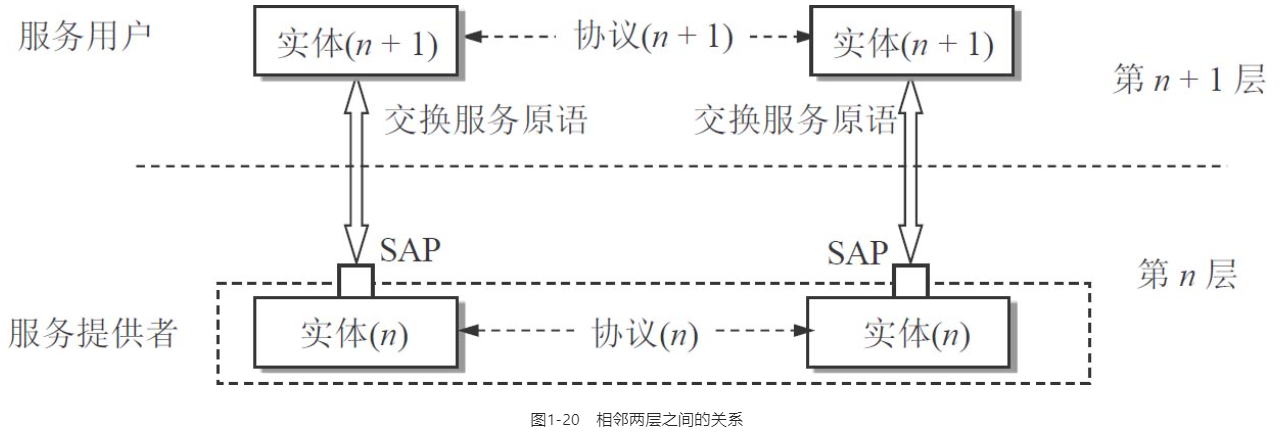 服务用户
实体(n + 1)
协议(n + 1)
实体(n + 1)
第 n + 1 层
交换服务原语
交换服务原语
SAP
SAP
第 n 层
服务提供者
实体(n)
协议(n)
实体(n)
图1-20 相邻两层之间的关系